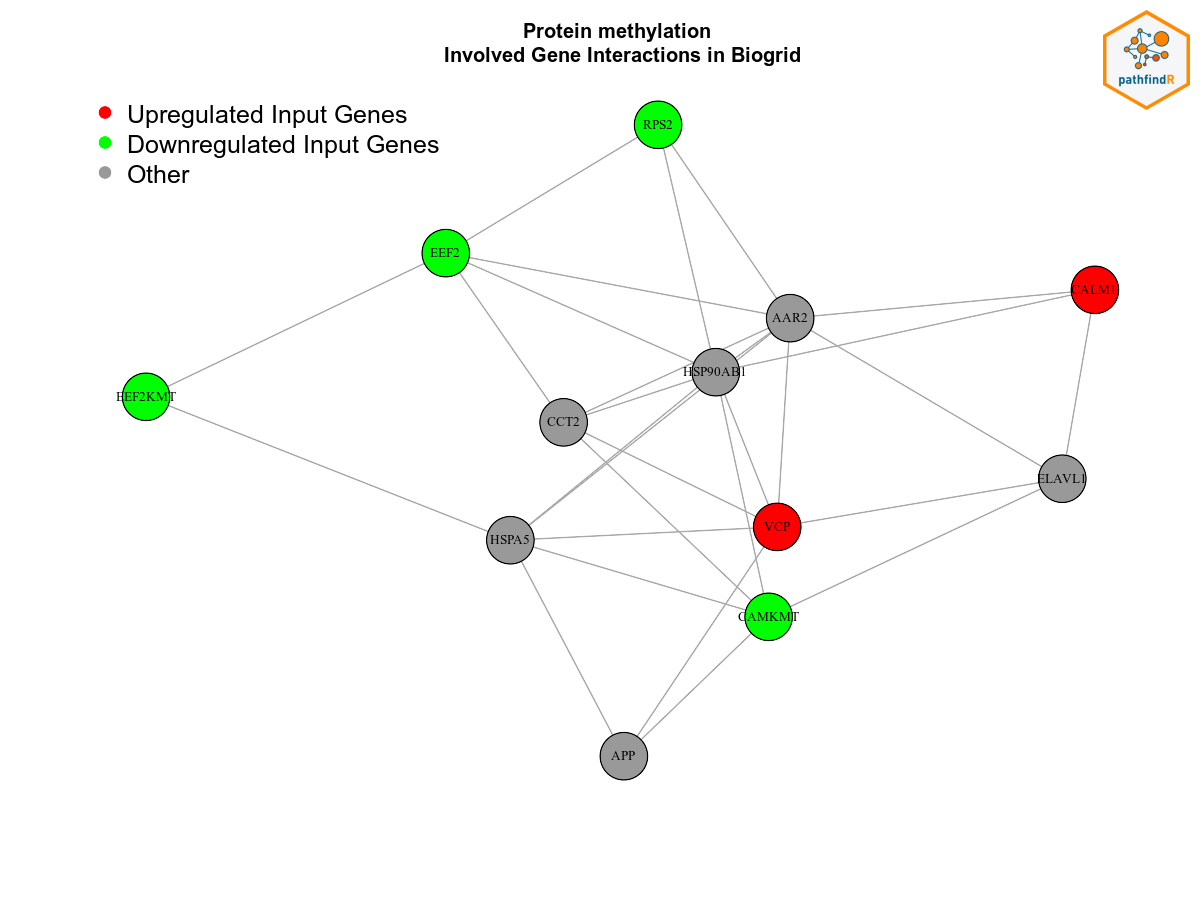 Protein methylation
Involved Gene Interactions in Biogrid
pathfindR
Upregulated Input Genes
Downregulated Input Genes
Other
RPS2
EEF2
CALM1
AAR2
HSP90AB1
EEF2KMT
CCT2
ELAVL1
VCP
HSPA5
CAMKMT
APP